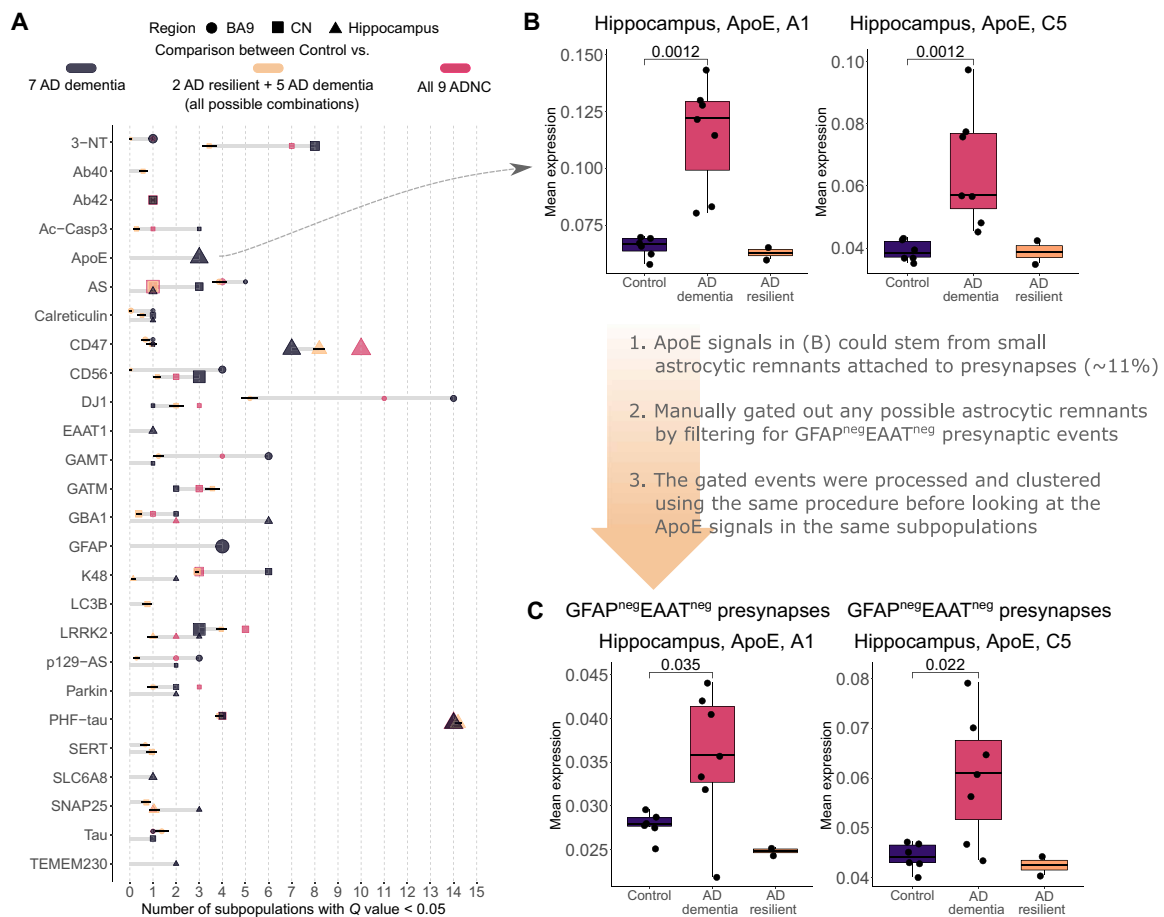 A
Region BA9 CN Hippocampus
Comparison between Control vs.
7 AD dementia
2 AD resilient + 5 AD dementia
(all possible combinations)
All 9 ADNC
3−NT
Ab40
Ab42
Ac−Casp3
ApoE
AS
Calreticulin
CD47
CD56
DJ1
EAAT1
GAMT
GATM
GBA1
GFAP
K48
LC3B
LRRK2
p129−AS
Parkin
PHF−tau
SERT
SLC6A8
SNAP25
Tau
TEMEM230
0 1 2 3 4 5 6 7 8 9 10 11 12 13 14 15
Number of subpopulations with Q value < 0.05
B
Hippocampus, ApoE, A1
0.0012
Mean expression
0.150
0.125
0.100
0.075
Control
AD
dementia
AD
resilient
Hippocampus, ApoE, C5
0.0012
Mean expression
0.10
0.08
0.06
0.04
Control
AD
dementia
AD
resilient
1. ApoE signals in (B) could stem from small
astrocytic remnants attached to presynapses (~11%)
2. Manually gated out any possible astrocytic remnants
by filtering for GFAPnegEAATneg presynaptic events
3. The gated events were processed and clustered
using the same procedure before looking at the
ApoE signals in the same subpopulations
C
GFAPnegEAATneg presynapses
Hippocampus, ApoE, A1
0.035
Mean expression
0.045
0.040
0.035
0.030
0.025
Control
AD
dementia
AD
resilient
GFAPnegEAATneg presynapses
Hippocampus, ApoE, C5
0.022
Mean expression
0.08
0.07
0.06
0.05
0.04
Control
AD
dementia
AD
resilient